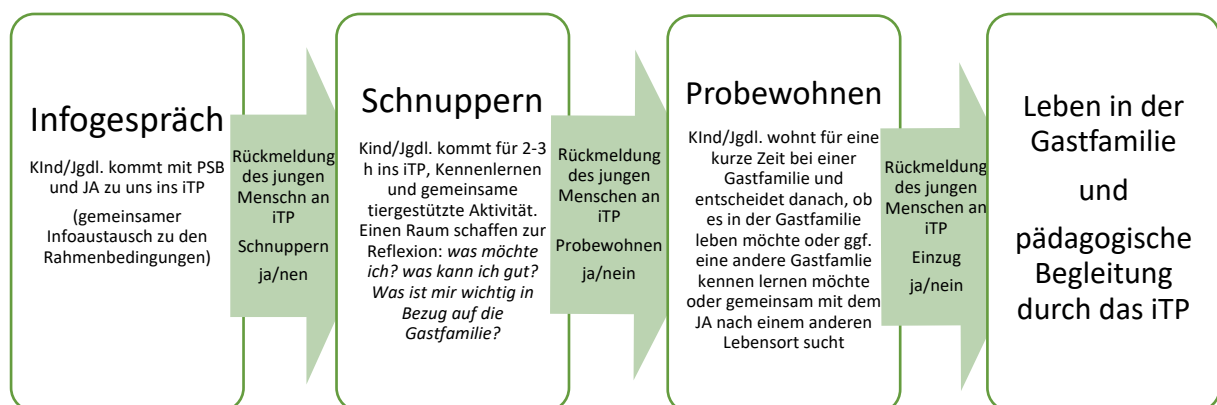 Infogespräch
KInd/Jgdl. kommt mit PSB
und JA zu uns ins iTP
(gemeinsamer
Infoaustausch zu den
Rahmenbedingungen)
Rückmeldung
des jungen
Menschn an
iTP
Schnuppern
ja/nen
Schnuppern
Kind/Jgdl. kommt für 2-3
h ins iTP, Kennenlernen
und gemeinsame
tiergestützte Aktivität.
Einen Raum schaffen zur
Reflexion: was möchte
ich? was kann ich gut?
Was ist mir wichtig in
Bezug auf die
Gastfamilie?
Rückmeldung
des jungen
Menschen an
iTP
Probewohnen
ja/nein
Probewohnen
KInd/Jgdl. wohnt für eine
kurze Zeit bei einer
Gastfamilie und
entscheidet danach, ob
es in der Gastfamilie
leben möchte oder ggf.
eine andere Gastfamlie
kennen lernen möchte
oder gemeinsam mit dem
JA nach einem anderen
Lebensort sucht
Rückmeldung
des jungen
Menschen an
iTP
Einzug
ja/nein
Leben in der
Gastfamilie
und
pädagogische
Begleitung
durch das iTP